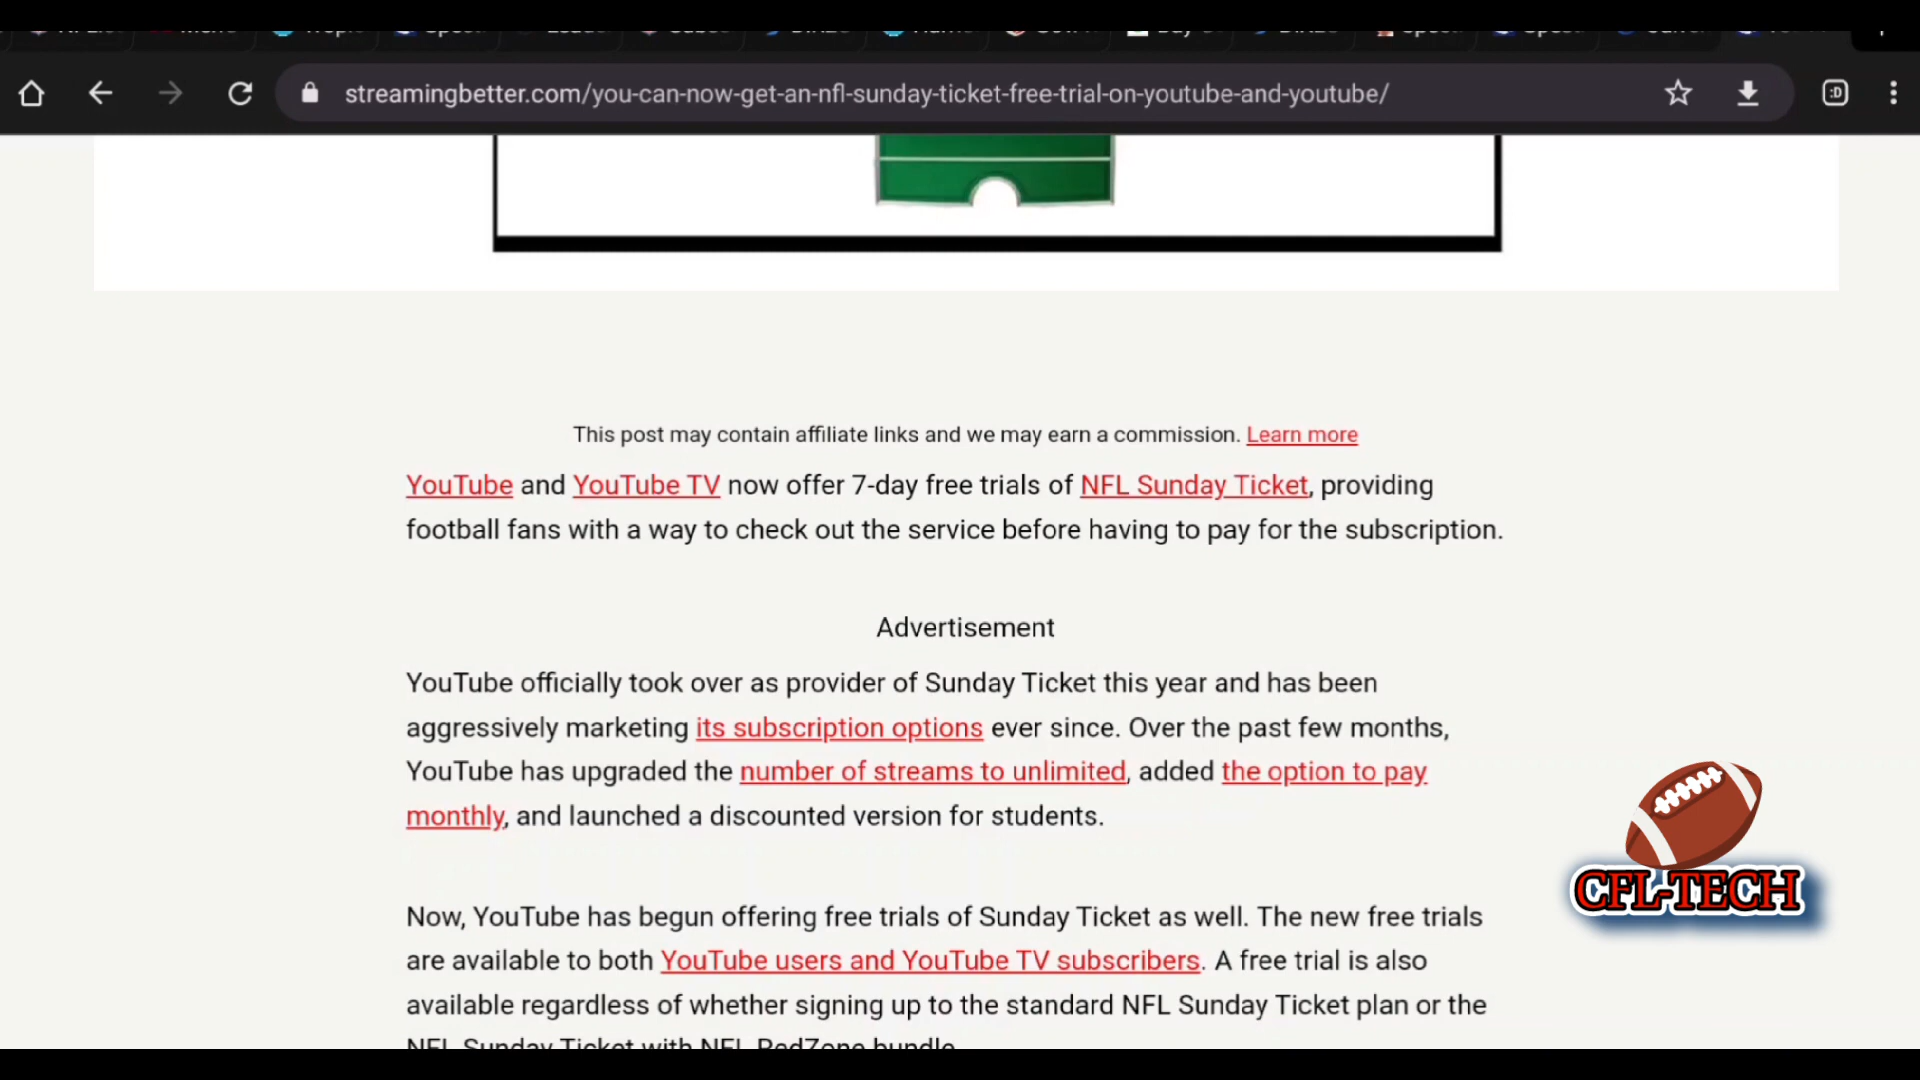 streamingbetter.com/you-can-now-get-an-nfl-sunday-ticket-free-trial-on-youtube-and-youtube/
:D
This post may contain affiliate links and we may earn a commission. Learn more
YouTube and YouTube TV now offer 7-day free trials of NFL Sunday Ticket, providing
football fans with a way to check out the service before having to pay for the subscription.
Advertisement
YouTube officially took over as provider of Sunday Ticket this year and has been
aggressively marketing its subscription options ever since. Over the past few months,
YouTube has upgraded the number of streams to unlimited, added the option to pay
monthly, and launched a discounted version for students.
CFL-TECH
Now, YouTube has begun offering free trials of Sunday Ticket as well. The new free trials
are available to both YouTube users and YouTube TV subscribers. A free trial is also
available regardless of whether signing up to the standard NFL Sunday Ticket plan or the
NFL Sunday Ticket with NFL RedZone bundle.